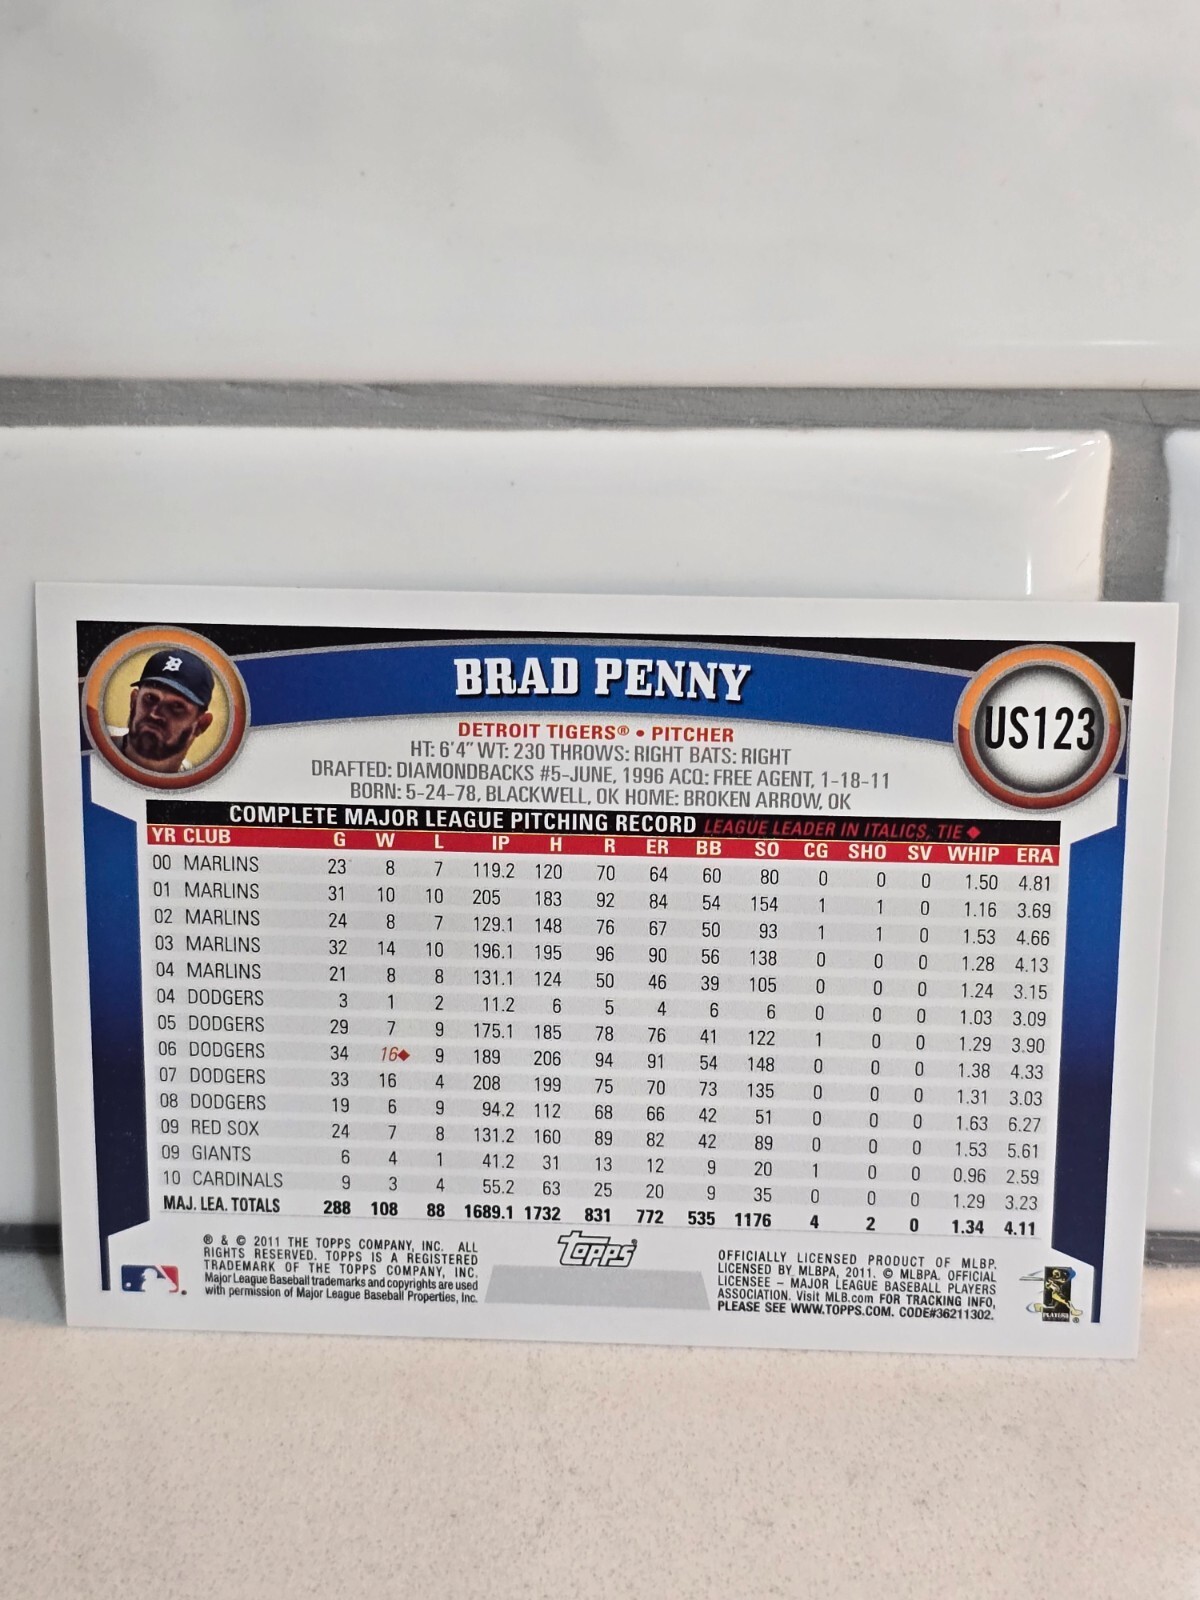 BRAD PENNY
US123
DETROIT TIGERS® • PITCHER
HT: 6'4" WT: 230 THROWS: RIGHT BATS: RIGHT
DRAFTED: DIAMONDBACKS #5-JUNE, 1996 ACQ: FREE AGENT, 1-18-11
BORN: 5-24-78, BLACKWELL, OK HOME: BROKEN ARROW, OK
COMPLETE MAJOR LEAGUE PITCHING RECORD LEAGUE LEADER IN ITALICS, TIE ♦
YR CLUB G W L IP H R ER BB SO CG SHO SV WHIP ERA
00 MARLINS 23 8 7 119.2 120 70 64 60 80 0 0 0 1.50 4.81
01 MARLINS 31 10 10 205 183 92 84 54 154 1 1 0 1.16 3.69
02 MARLINS 24 8 7 129.1 148 76 67 50 93 1 1 0 1.53 4.66
03 MARLINS 32 14 10 196.1 195 96 90 56 138 0 0 0 1.28 4.13
04 MARLINS 21 8 8 131.1 124 50 46 39 105 0 0 0 1.24 3.15
04 DODGERS 3 1 2 11.2 6 5 4 6 6 0 0 0 1.03 3.09
05 DODGERS 29 7 9 175.1 185 78 76 41 122 1 0 0 1.29 3.90
06 DODGERS 34 16♦ 9 189 206 94 91 54 148 0 0 0 1.38 4.33
07 DODGERS 33 16 4 208 199 75 70 73 135 0 0 0 1.31 3.03
08 DODGERS 19 6 9 94.2 112 68 66 42 51 0 0 0 1.63 6.27
09 RED SOX 24 7 8 131.2 160 89 82 42 89 0 0 0 1.53 5.61
09 GIANTS 6 4 1 41.2 31 13 12 9 20 1 0 0 0.96 2.59
10 CARDINALS 9 3 4 55.2 63 25 20 9 35 0 0 0 1.29 3.23
MAJ. LEA. TOTALS 288 108 88 1689.1 1732 831 772 535 1176 4 2 0 1.34 4.11
® & © 2011 THE TOPPS COMPANY, INC. ALL
RIGHTS RESERVED. TOPPS IS A REGISTERED
TRADEMARK OF THE TOPPS COMPANY, INC.
Major League Baseball trademarks and copyrights are used
with permission of Major League Baseball Properties, Inc.
Topps®
OFFICIALLY LICENSED PRODUCT OF MLBP.
LICENSED BY MLBPA, 2011. © MLBPA. OFFICIAL
LICENSEE – MAJOR LEAGUE BASEBALL PLAYERS
ASSOCIATION. Visit MLB.com FOR TRACKING INFO,
PLEASE SEE WWW.TOPPS.COM. CODE#36211302.
PLAYERS